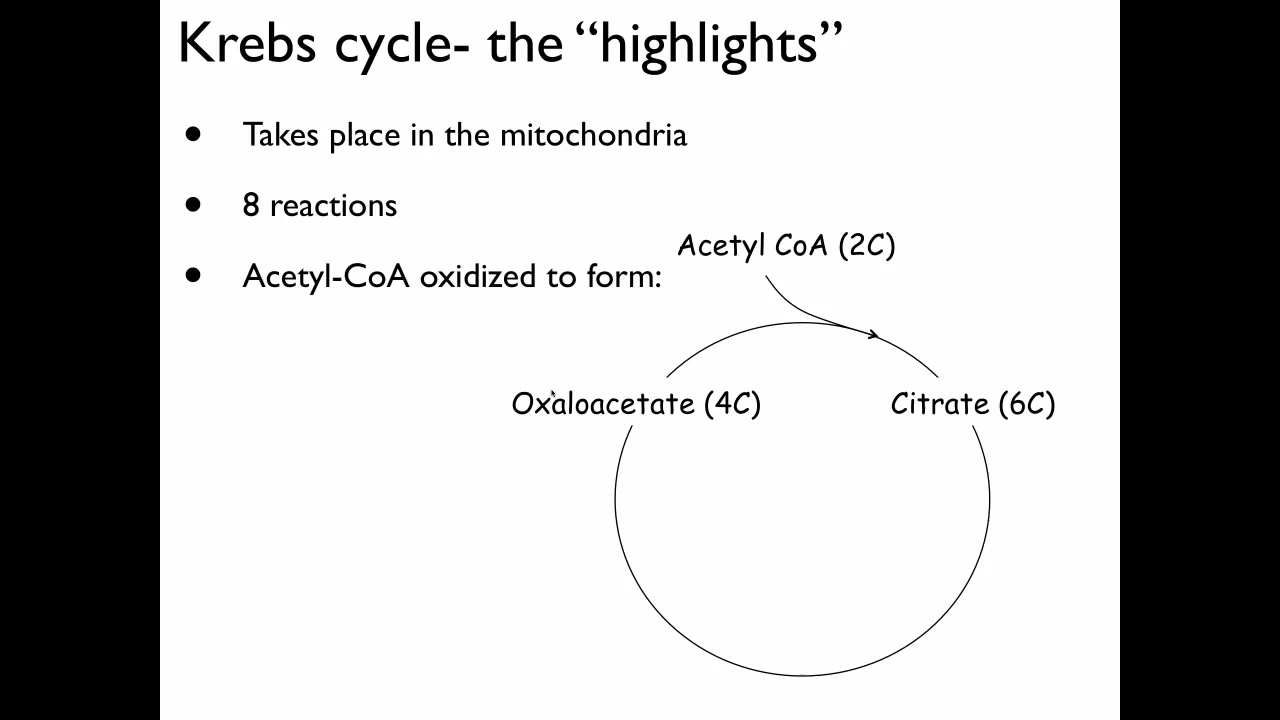 Krebs cycle- the “highlights”
● Takes place in the mitochondria
● 8 reactions
● Acetyl-CoA oxidized to form:
Acetyl CoA (2C)
Oxaloacetate (4C)
Citrate (6C)